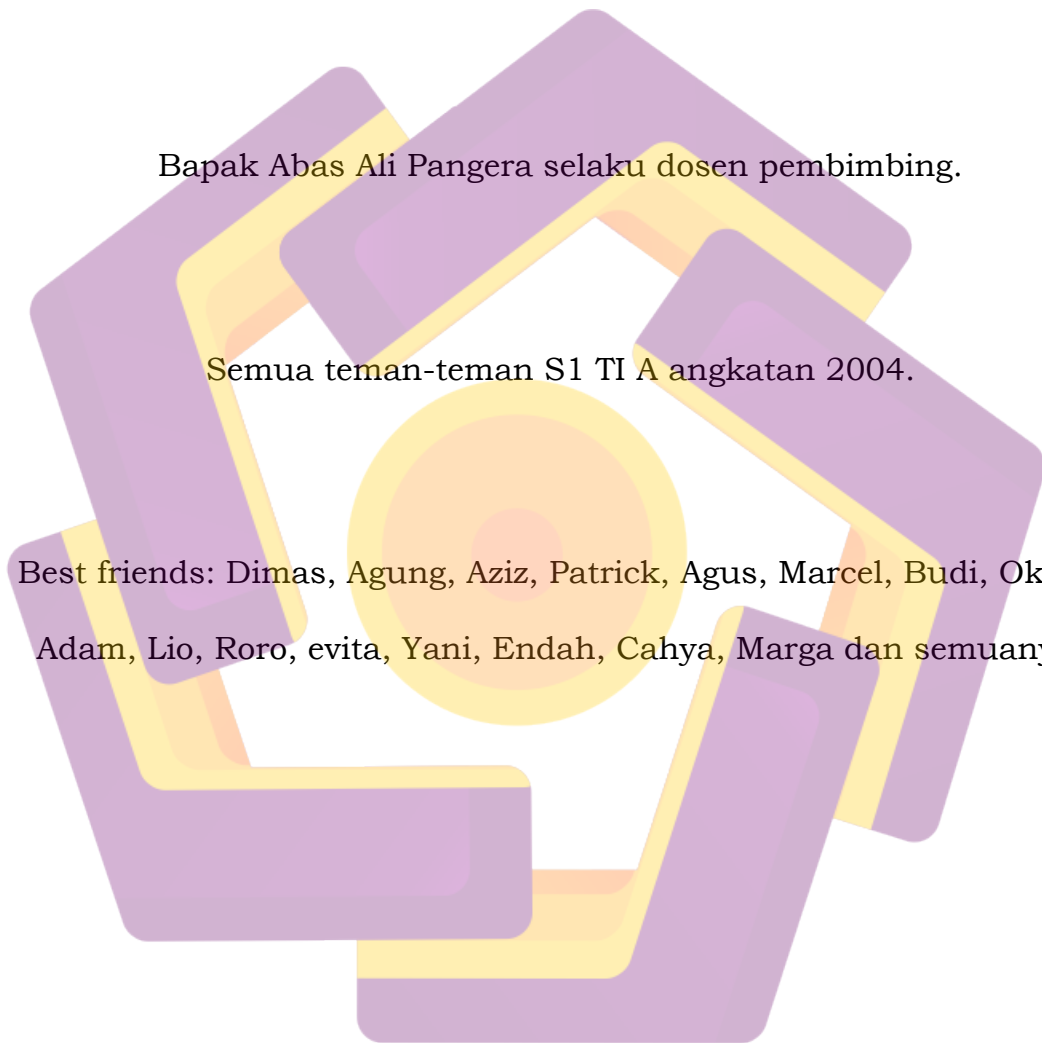 Bapak Abas Ali Pangera selaku dosen pembimbing.
Semua teman-teman S1 TI A angkatan 2004.
Best friends: Dimas, Agung, Aziz, Patrick, Agus, Marcel, Budi,
Adam, Lio, Roro, evita, Yani, Endah, Cahya, Marga dan